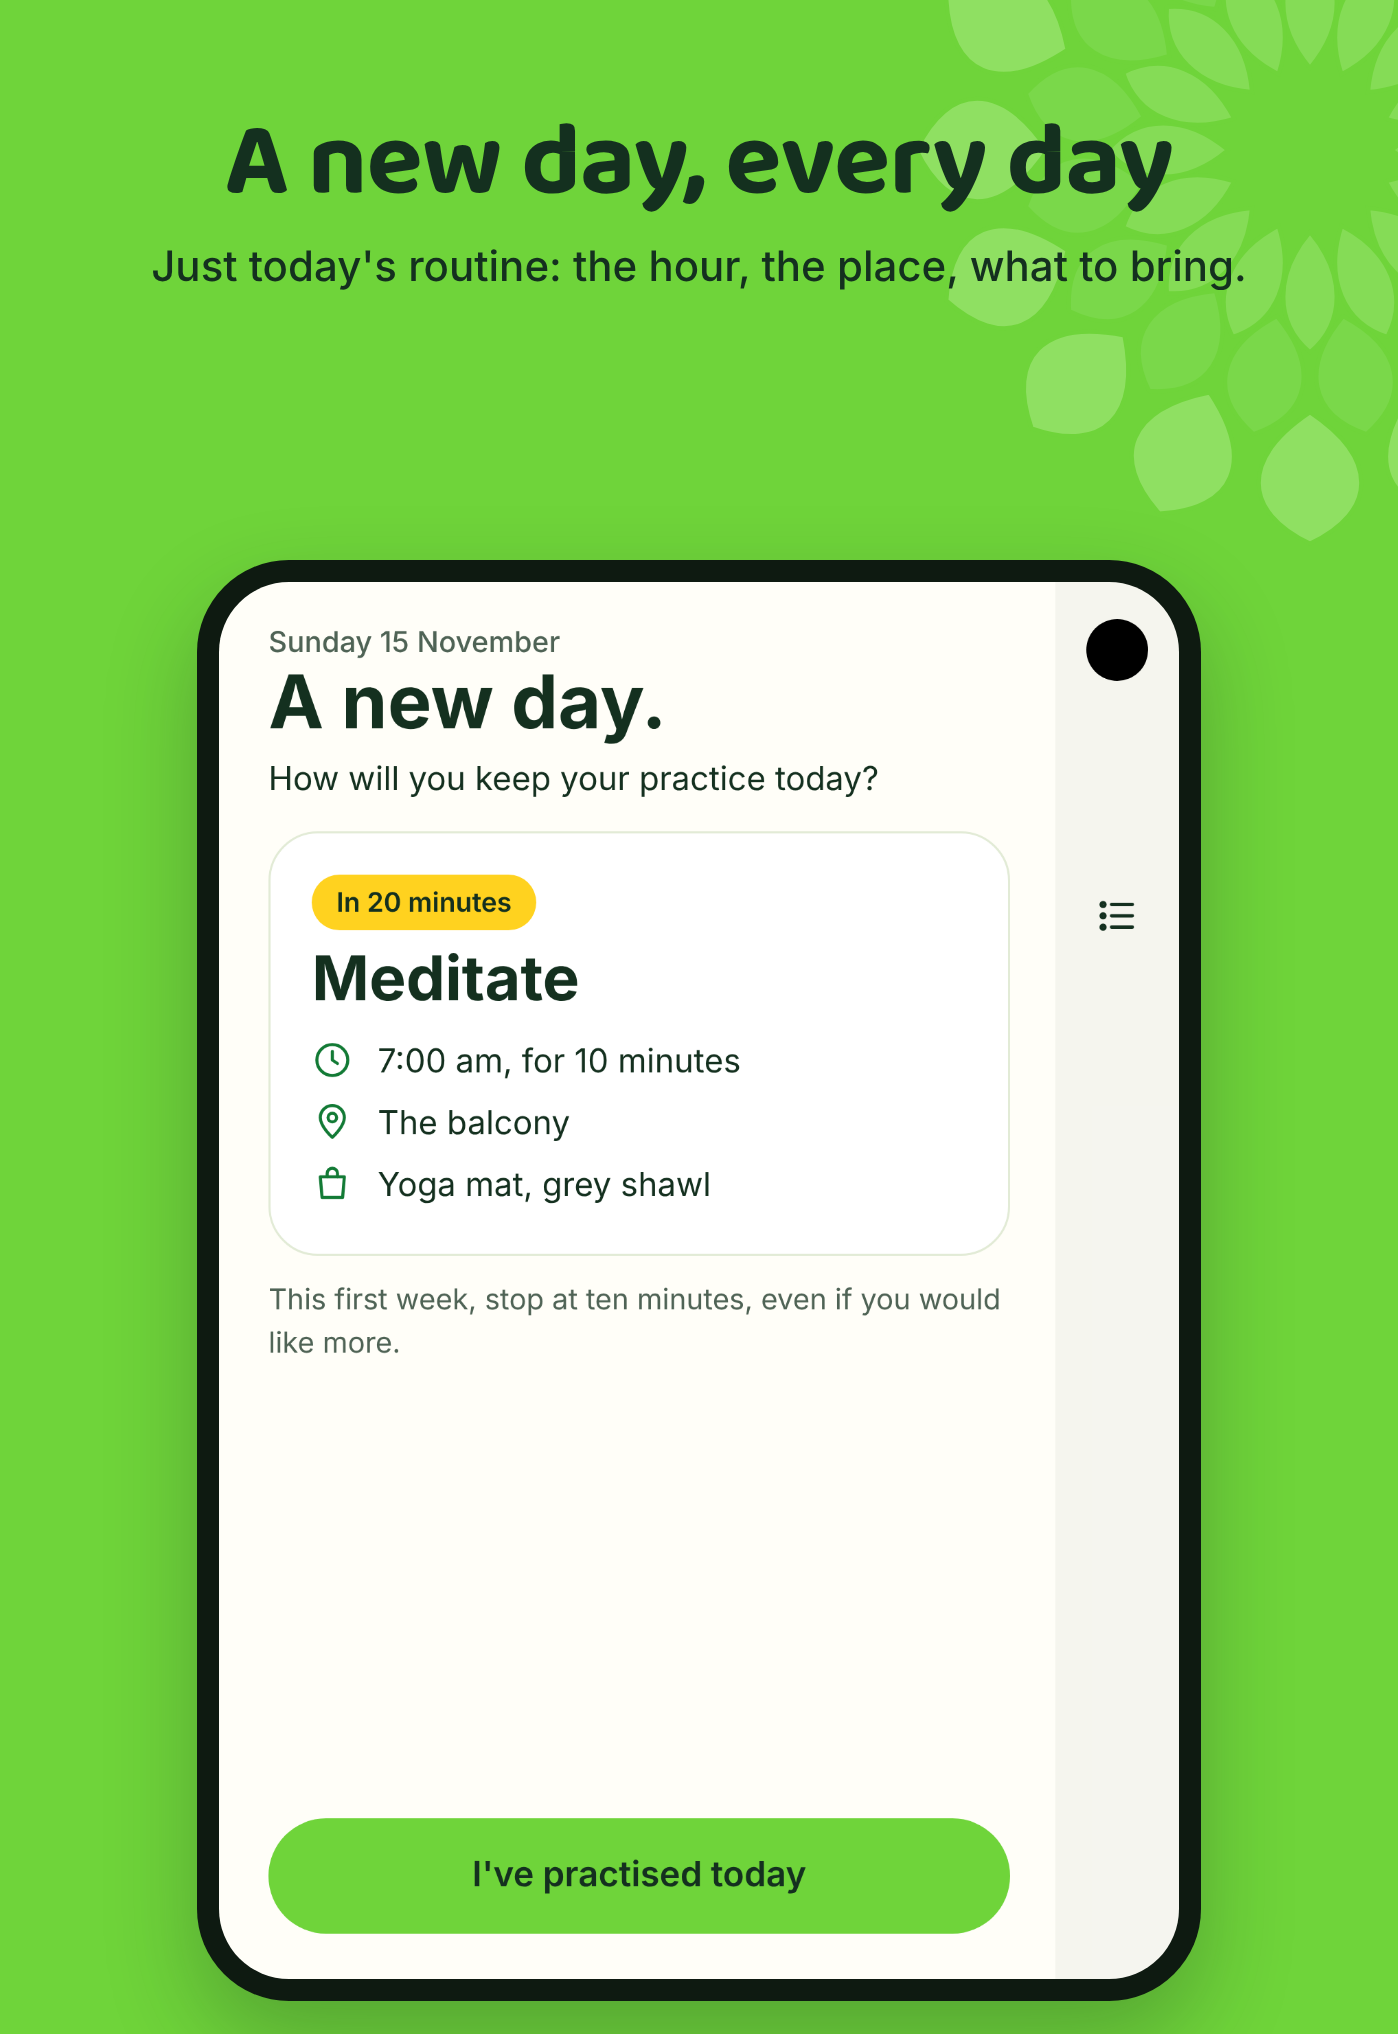 A new day, every day
Just today's routine: the hour, the place, what to bring.
Sunday 15 November
A new day.
How will you keep your practice today?
In 20 minutes
Meditate
7:00 am, for 10 minutes
The balcony
Yoga mat, grey shawl
This first week, stop at ten minutes, even if you would
like more.
I've practised today